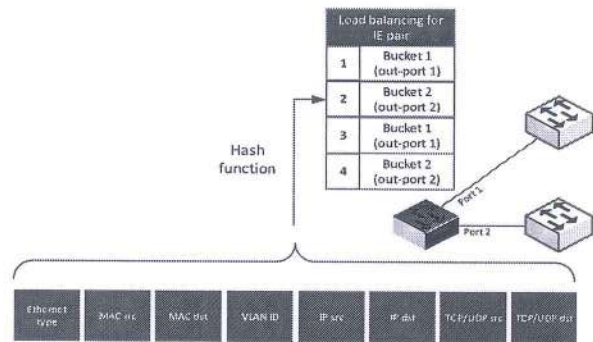 Load balancing for
IE pair
1
Bucket 1
(out-port 1)
2
Bucket 2
(out-port 2)
3
Bucket 1
(out-port 1)
4
Bucket 2
(out-port 2)
Hash
function
Port 1
Port 2
Ethernet
type
MAC src
MAC dst
VLAN ID
IP src
IP dst
TCP/UDP src
TCP/UDP dst